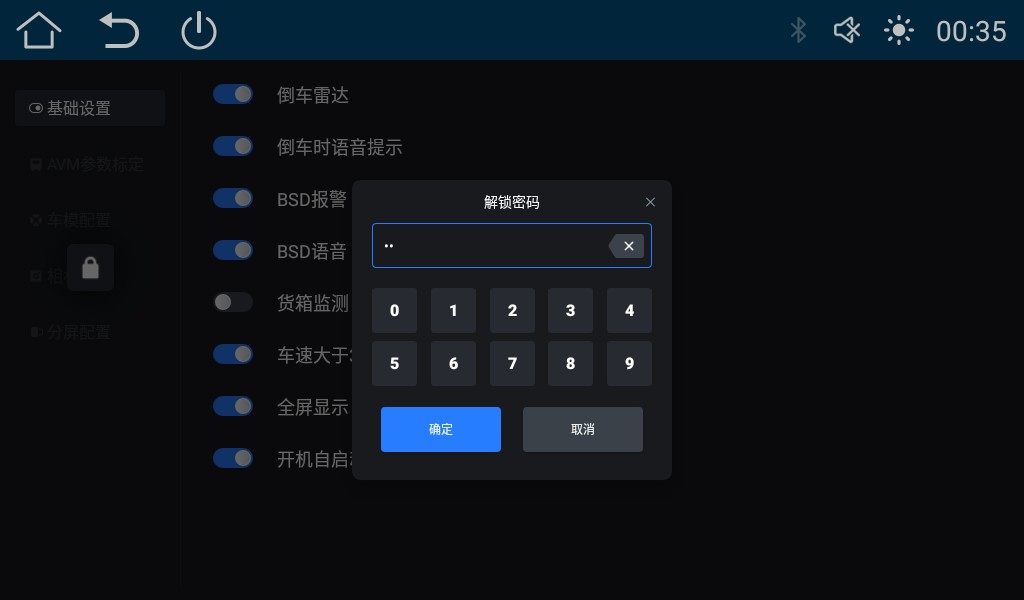 00:35
基础设置
AVM参数标定
车模配置
相
分屏配置
倒车雷达
倒车时语音提示
BSD报警
BSD语音
货箱监测
车速大于3
全屏显示
开机自启
解锁密码
••
0 1 2 3 4
5 6 7 8 9
确定 取消